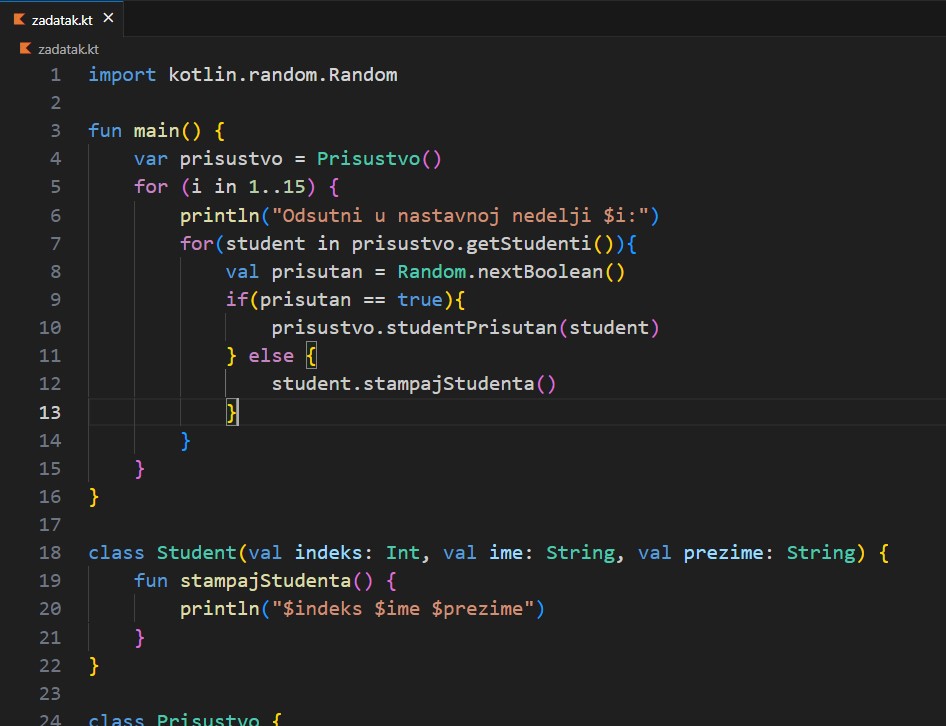 zadatak.kt
zadatak.kt
1 import kotlin.random.Random
2
3 fun main() {
4     var prisustvo = Prisustvo()
5     for (i in 1..15) {
6         println("Odsutni u nastavnoj nedelji $i:")
7         for(student in prisustvo.getStudenti()){
8             val prisutan = Random.nextBoolean()
9             if(prisutan == true){
10                 prisustvo.studentPrisutan(student)
11             } else {
12                 student.stampajStudenta()
13             }
14         }
15     }
16 }
17
18 class Student(val indeks: Int, val ime: String, val prezime: String) {
19     fun stampajStudenta() {
20         println("$indeks $ime $prezime")
21     }
22 }
23
24 class Prisustvo {